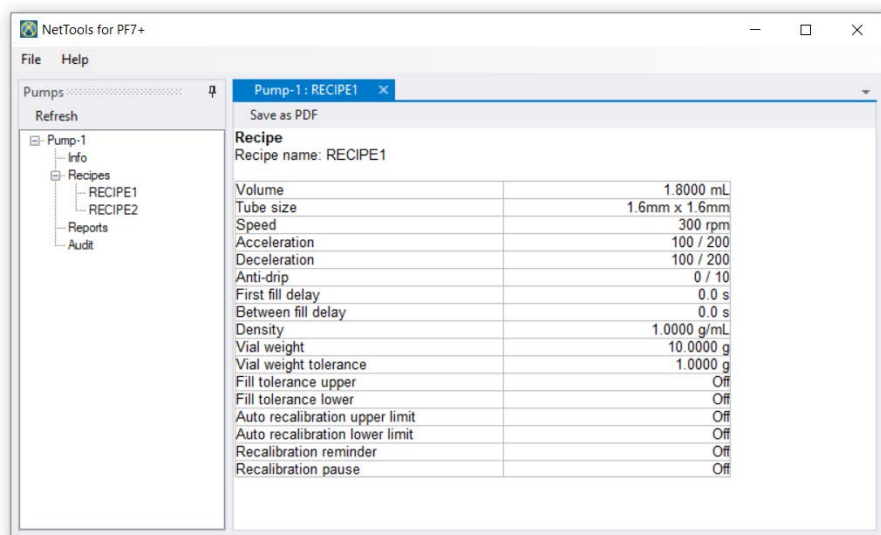 NetTools for PF7+
File Help
Pumps
Refresh
Pump-1
Info
Recipes
RECIPE1
RECIPE2
Reports
Audit
Pump-1 : RECIPE1
Save as PDF
Recipe
Recipe name: RECIPE1
Volume 1.8000 mL
Tube size 1.6mm x 1.6mm
Speed 300 rpm
Acceleration 100 / 200
Deceleration 100 / 200
Anti-drip 0 / 10
First fill delay 0.0 s
Between fill delay 0.0 s
Density 1.0000 g/mL
Vial weight 10.0000 g
Vial weight tolerance 1.0000 g
Fill tolerance upper Off
Fill tolerance lower Off
Auto recalibration upper limit Off
Auto recalibration lower limit Off
Recalibration reminder Off
Recalibration pause Off